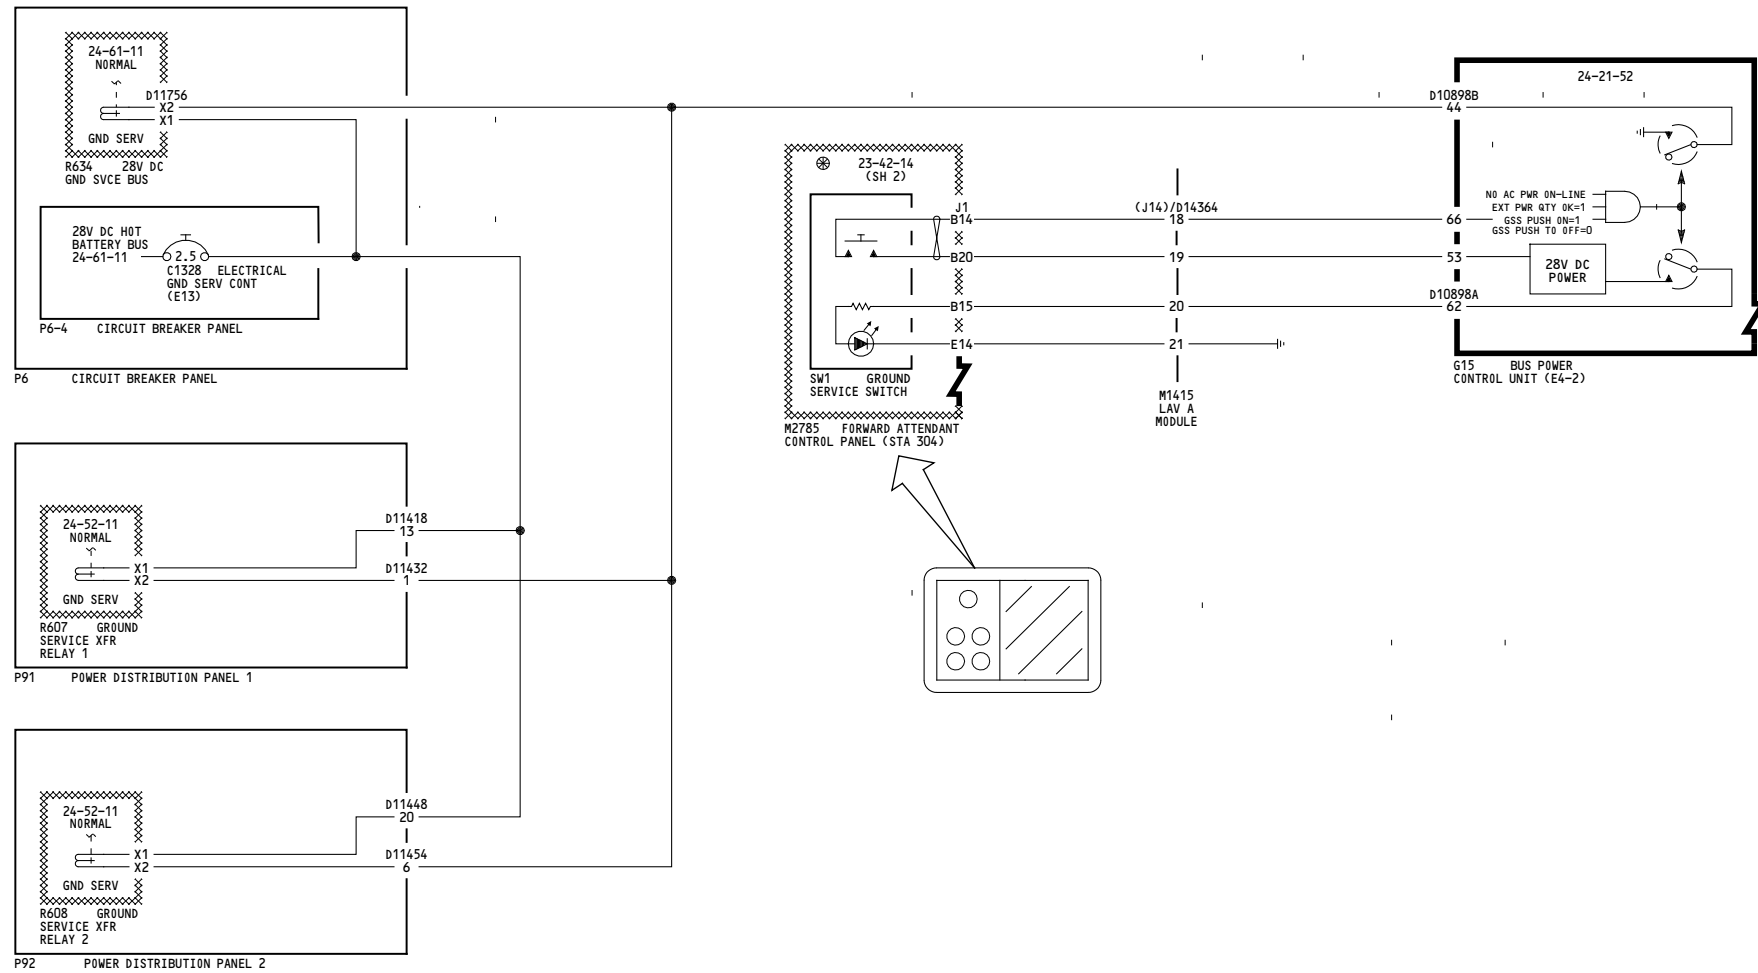 24-61-11
NORMAL
D11756
X2
X1
GND SERV
R634 28V DC
GND SVCE BUS
28V DC HOT
BATTERY BUS
24-61-11
2.5
C1328 ELECTRICAL
GND SERV CONT
(E13)
P6-4 CIRCUIT BREAKER PANEL
P6 CIRCUIT BREAKER PANEL
24-52-11
NORMAL
X1
X2
GND SERV
D11418
13
D11432
1
R607 GROUND
SERVICE XFR
RELAY 1
P91 POWER DISTRIBUTION PANEL 1
24-52-11
NORMAL
X1
X2
GND SERV
D11448
20
D11454
6
R608 GROUND
SERVICE XFR
RELAY 2
P92 POWER DISTRIBUTION PANEL 2
23-42-14
(SH 2)
J1
B14
B20
B15
E14
SW1 GROUND
SERVICE SWITCH
M2785 FORWARD ATTENDANT
CONTROL PANEL (STA 304)
(J14)/D14364
18
19
20
21
M1415
LAV A
MODULE
24-21-52
D10898B
44
66
53
D10898A
62
NO AC PWR ON-LINE
EXT PWR QTY OK=1
GSS PUSH ON=1
GSS PUSH TO OFF=0
28V DC
POWER
G15 BUS POWER
CONTROL UNIT (E4-2)